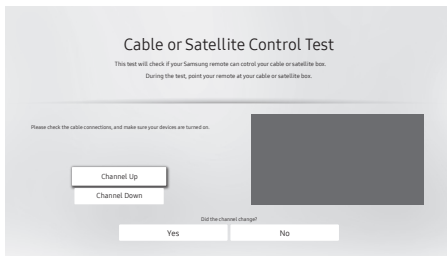 Cable or Satellite Control Test
This test will check if your Samsung remote can cotrol your cable or satellite box.
During the test, point your remote at your cable or satellite box.
Please check the cable connections, and make sure your devices are turned on.
Channel Up
Channel Down
Did the channel change?
Yes
No